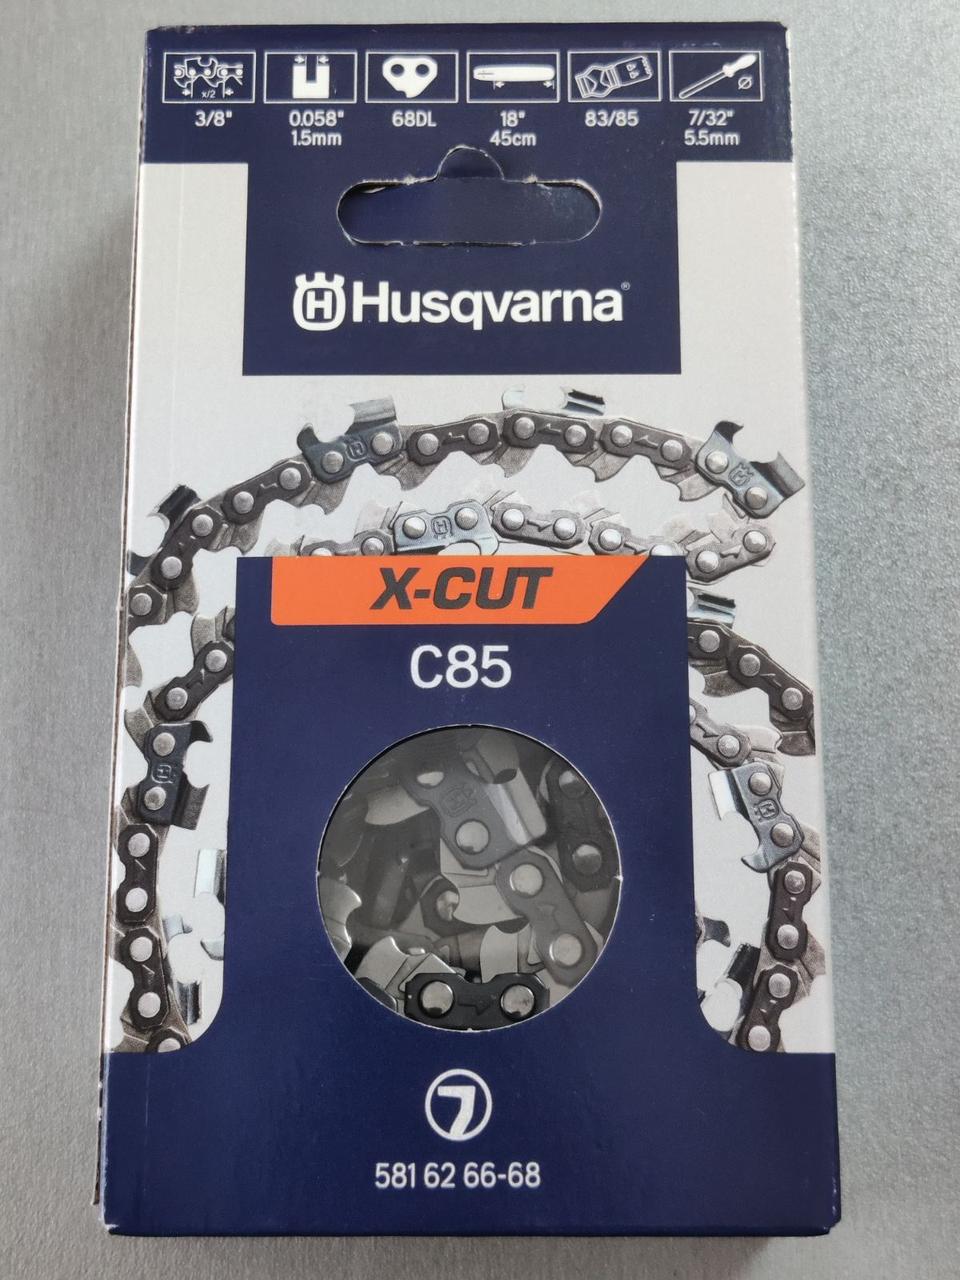 x/2
3/8"
0.058"
1.5mm
68DL
18"
45cm
83/85
7/32"
5.5mm
H Husqvarna®
X-CUT
C85
7
581 62 66-68